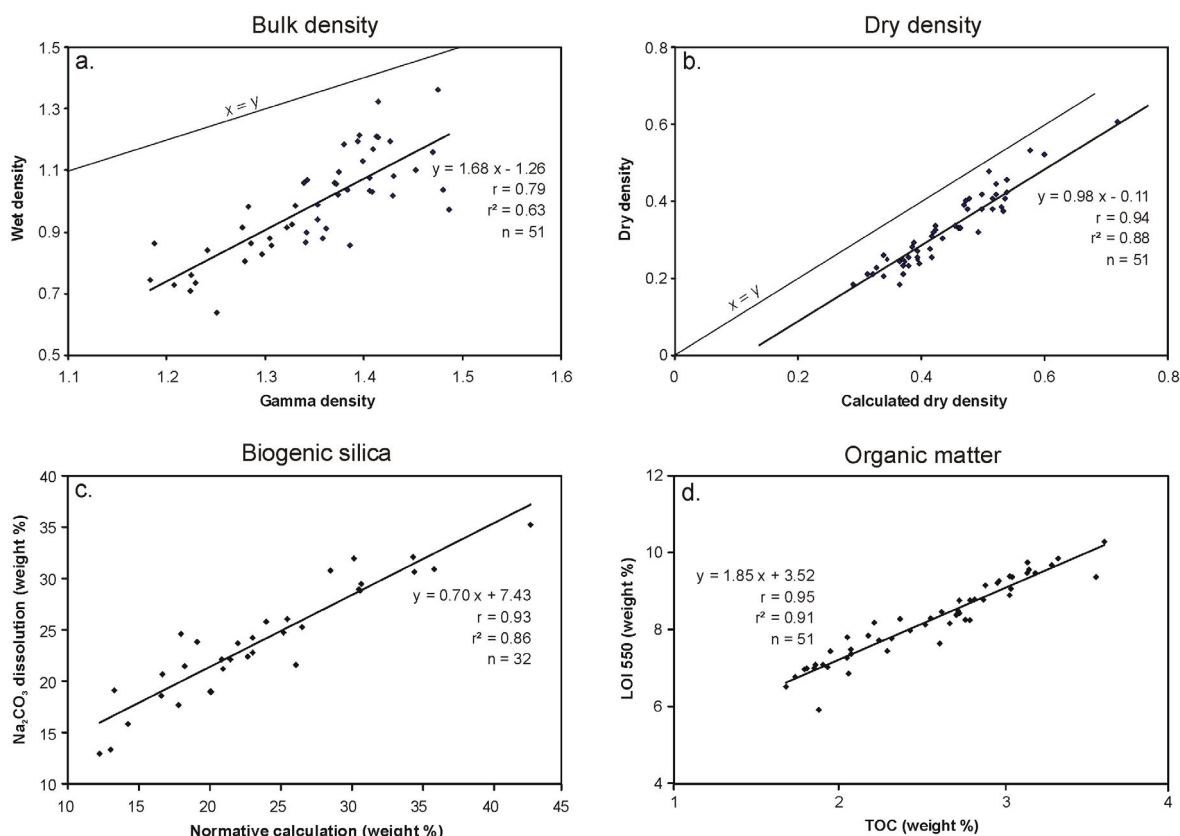 Bulk density
a.
1.5
1.3
1.1
0.9
0.7
0.5
Wet density
x = y
y = 1.68 x - 1.26
r = 0.79
r² = 0.63
n = 51
1.1 1.2 1.3 1.4 1.5 1.6
Gamma density
Dry density
b.
0.8
0.6
0.4
0.2
0
Dry density
x = y
y = 0.98 x - 0.11
r = 0.94
r² = 0.88
n = 51
0 0.2 0.4 0.6 0.8
Calculated dry density
Biogenic silica
c.
40
35
30
25
20
15
10
Na₂CO₃ dissolution (weight %)
y = 0.70 x + 7.43
r = 0.93
r² = 0.86
n = 32
10 15 20 25 30 35 40 45
Normative calculation (weight %)
Organic matter
d.
12
10
8
6
4
LOI 550 (weight %)
y = 1.85 x + 3.52
r = 0.95
r² = 0.91
n = 51
1 2 3 4
TOC (weight %)